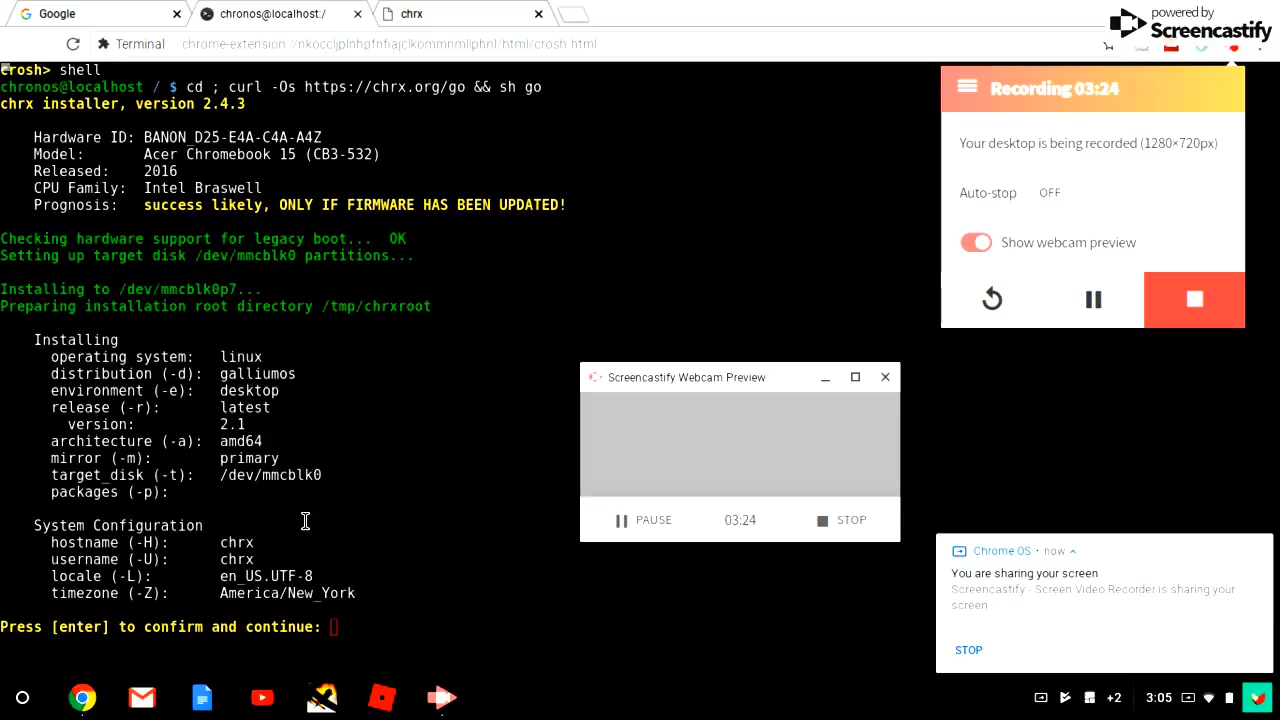 Google
chronos@localhost:/
chrx
powered by
Screencastify
Terminal
crosh> shell
chronos@localhost / $ cd ; curl -Os https://chrx.org/go && sh go
chrx installer, version 2.4.3
Hardware ID: BANON_D25-E4A-C4A-A4Z
Model: Acer Chromebook 15 (CB3-532)
Released: 2016
CPU Family: Intel Braswell
Prognosis: success likely, ONLY IF FIRMWARE HAS BEEN UPDATED!
Checking hardware support for legacy boot... OK
Setting up target disk /dev/mmcblk0 partitions...
Installing to /dev/mmcblk0p7...
Preparing installation root directory /tmp/chrxroot
Installing
operating system: linux
distribution (-d): galliumos
environment (-e): desktop
release (-r): latest
version: 2.1
architecture (-a): amd64
mirror (-m): primary
target_disk (-t): /dev/mmcblk0
packages (-p):
System Configuration
hostname (-H): chrx
username (-U): chrx
locale (-L): en_US.UTF-8
timezone (-Z): America/New_York
Press [enter] to confirm and continue:
Recording 03:24
Your desktop is being recorded (1280×720px)
Auto-stop OFF
Show webcam preview
Screencastify Webcam Preview
PAUSE 03:24 STOP
Chrome OS · now
You are sharing your screen
Screencastify - Screen Video Recorder is sharing your
screen
STOP
+2 3:05